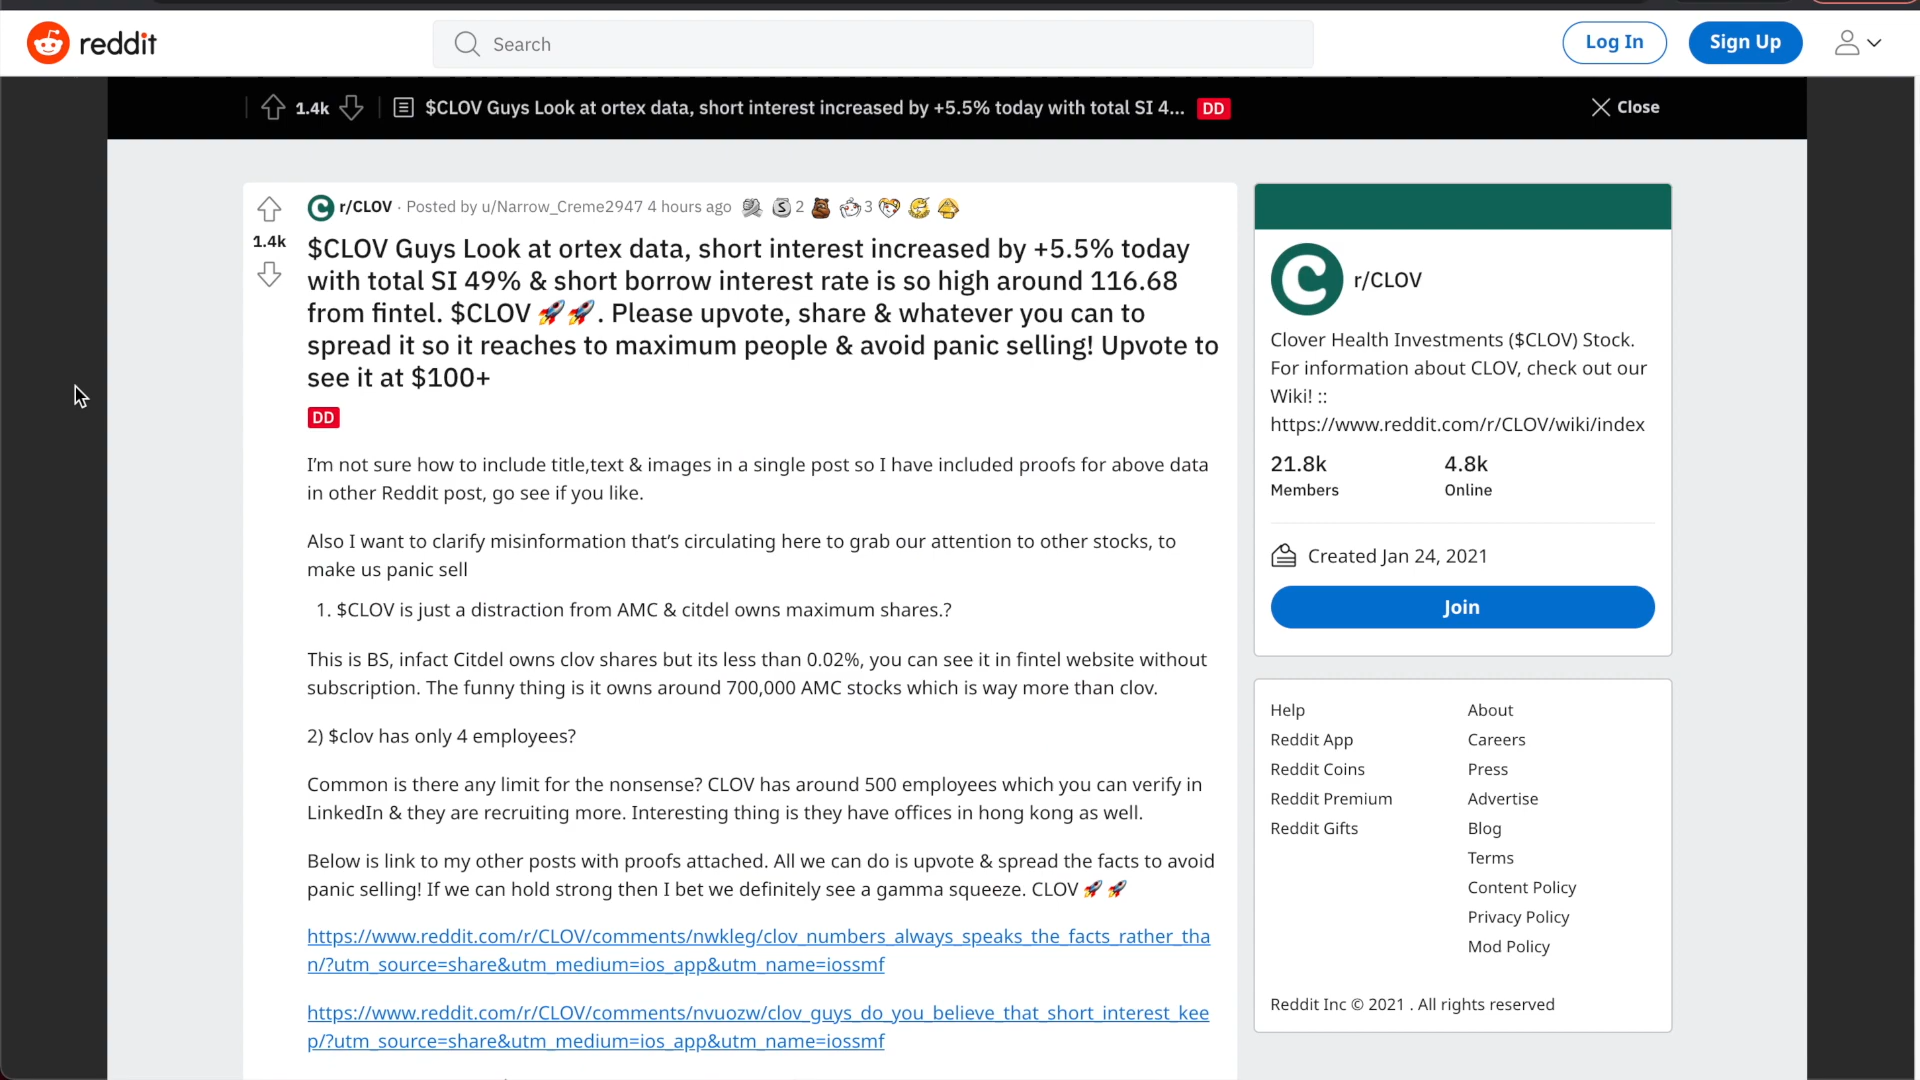 reddit
Search
Log In
Sign Up
1.4k
$CLOV Guys Look at ortex data, short interest increased by +5.5% today with total SI 4...
DD
Close
r/CLOV · Posted by u/Narrow_Creme2947 4 hours ago
S 2
3
1.4k
$CLOV Guys Look at ortex data, short interest increased by +5.5% today
with total SI 49% & short borrow interest rate is so high around 116.68
from fintel. $CLOV 🚀🚀. Please upvote, share & whatever you can to
spread it so it reaches to maximum people & avoid panic selling! Upvote to
see it at $100+
DD
I'm not sure how to include title,text & images in a single post so I have included proofs for above data
in other Reddit post, go see if you like.
Also I want to clarify misinformation that's circulating here to grab our attention to other stocks, to
make us panic sell
1. $CLOV is just a distraction from AMC & citdel owns maximum shares.?
This is BS, infact Citdel owns clov shares but its less than 0.02%, you can see it in fintel website without
subscription. The funny thing is it owns around 700,000 AMC stocks which is way more than clov.
2) $clov has only 4 employees?
Common is there any limit for the nonsense? CLOV has around 500 employees which you can verify in
LinkedIn & they are recruiting more. Interesting thing is they have offices in hong kong as well.
Below is link to my other posts with proofs attached. All we can do is upvote & spread the facts to avoid
panic selling! If we can hold strong then I bet we definitely see a gamma squeeze. CLOV 🚀 🚀
https://www.reddit.com/r/CLOV/comments/nwkleg/clov_numbers_always_speaks_the_facts_rather_tha
n/?utm_source=share&utm_medium=ios_app&utm_name=iossmf
https://www.reddit.com/r/CLOV/comments/nvuozw/clov_guys_do_you_believe_that_short_interest_kee
p/?utm_source=share&utm_medium=ios_app&utm_name=iossmf
C
r/CLOV
Clover Health Investments ($CLOV) Stock.
For information about CLOV, check out our
Wiki! ::
https://www.reddit.com/r/CLOV/wiki/index
21.8k
4.8k
Members
Online
Created Jan 24, 2021
Join
Help
About
Reddit App
Careers
Reddit Coins
Press
Reddit Premium
Advertise
Reddit Gifts
Blog
Terms
Content Policy
Privacy Policy
Mod Policy
Reddit Inc © 2021 . All rights reserved